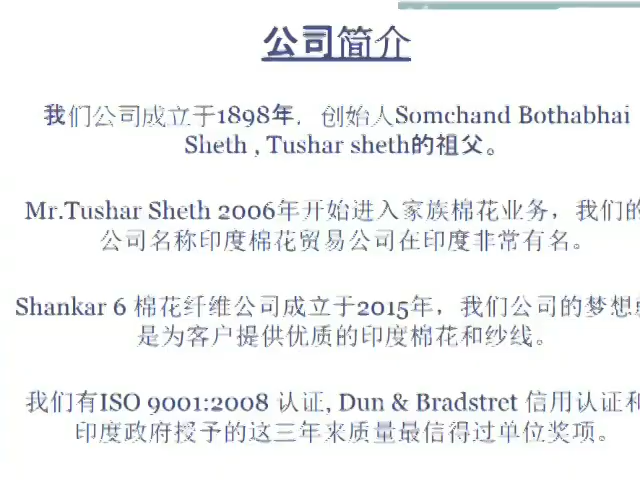 公司简介
我们公司成立于1898年，创始人Somchand Bothabhai
Sheth , Tushar sheth的祖父。
Mr.Tushar Sheth 2006年开始进入家族棉花业务，我们的
公司名称印度棉花贸易公司在印度非常有名。
Shankar 6 棉花纤维公司成立于2015年，我们公司的梦想就
是为客户提供优质的印度棉花和纱线。
我们有ISO 9001:2008 认证, Dun & Bradstret 信用认证和
印度政府授予的这三年来质量最信得过单位奖项。